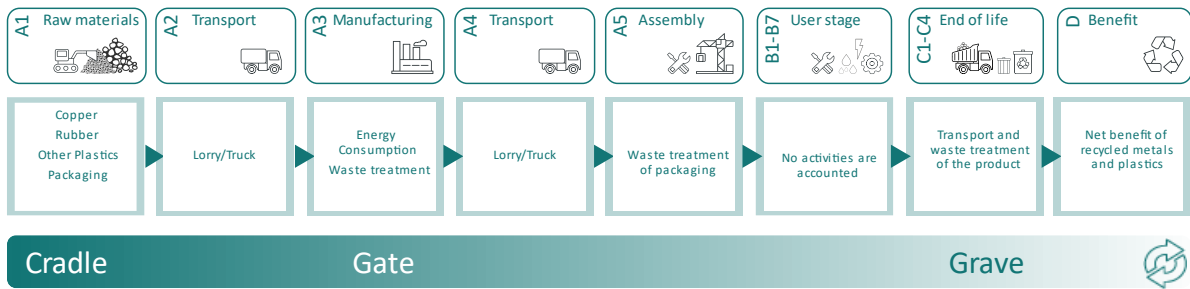 A1
Raw materials
A2
Transport
A3
Manufacturing
A4
Transport
A5
Assembly
B1-B7
User stage
C1-C4
End of life
D
Benefit
Copper
Rubber
Other Plastics
Packaging
Lorry/Truck
Energy
Consumption
Waste treatment
Lorry/Truck
Waste treatment
of packaging
No activities are
accounted
Transport and
waste treatment
of the product
Net benefit of
recycled metals
and plastics
Cradle
Gate
Grave